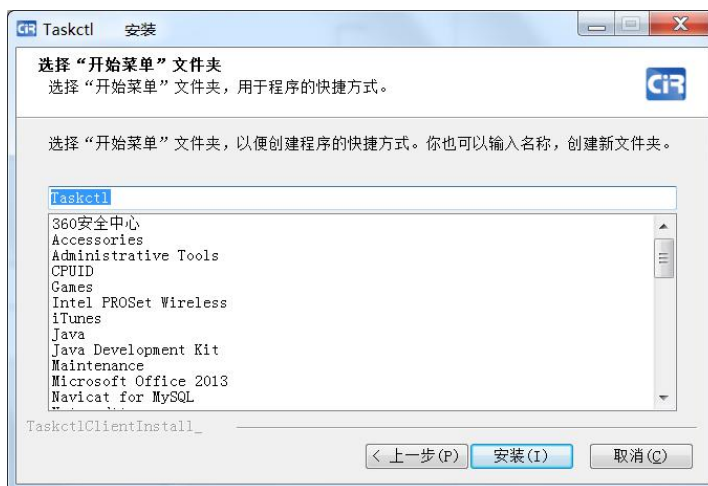 CiR Taskctl 安装
选择“开始菜单”文件夹
选择“开始菜单”文件夹,用于程序的快捷方式。
CiR
选择“开始菜单”文件夹,以便创建程序的快捷方式。你也可以输入名称,创建新文件夹。
Taskctl
360安全中心
Accessories
Administrative Tools
CPUID
Games
Intel PROSet Wireless
iTunes
Java
Java Development Kit
Maintenance
Microsoft Office 2013
Navicat for MySQL
TaskctlClientInstall_
< 上一步(P) 安装(I) 取消(C)